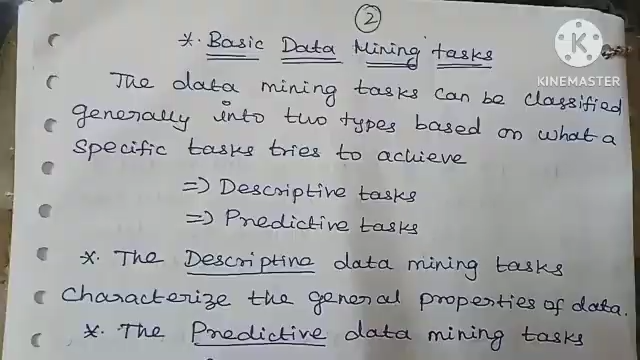 2
*. Basic Data Mining tasks
KINEMASTER
The data mining tasks can be classified
generally into two types based on what a
specific tasks tries to achieve
=> Descriptive tasks
=> Predictive tasks
*. The Descriptive data mining tasks
characterize the general properties of data.
*. The Predictive data mining tasks